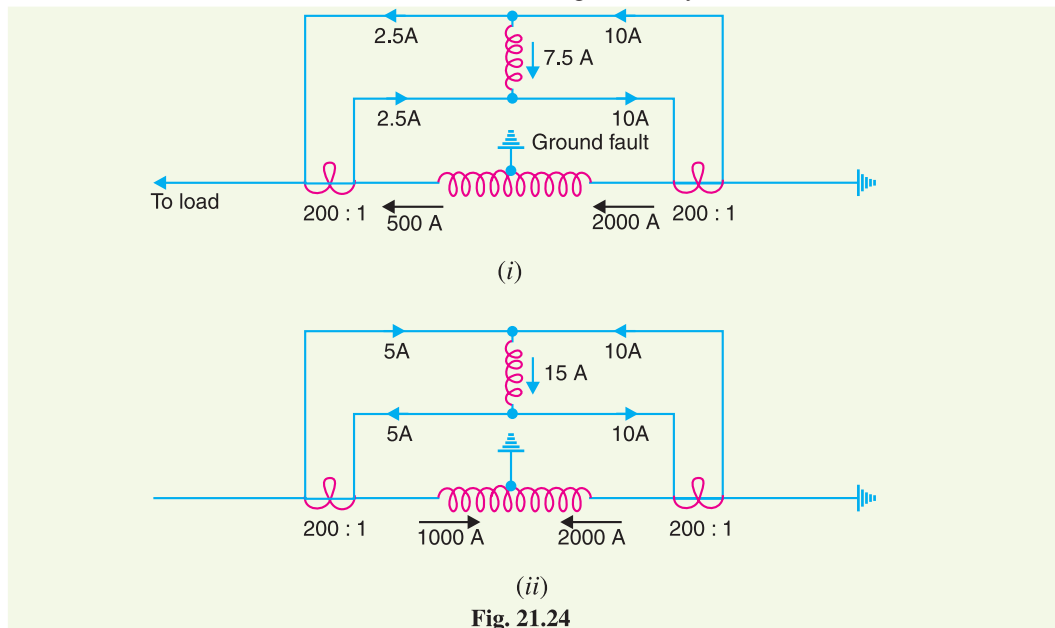 2.5A 10A
7.5 A
2.5A 10A
Ground fault
To load
200 : 1 500 A 2000 A 200 : 1
(i)
5A 10A
15 A
5A 10A
200 : 1 1000 A 2000 A 200 : 1
(ii)
Fig. 21.24